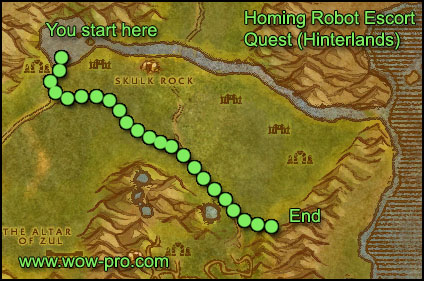 Homing Robot Escort
Quest (Hinterlands)
You start here
SKULK ROCK
End
THE ALTAR
OF ZUL
www.wow-pro.com